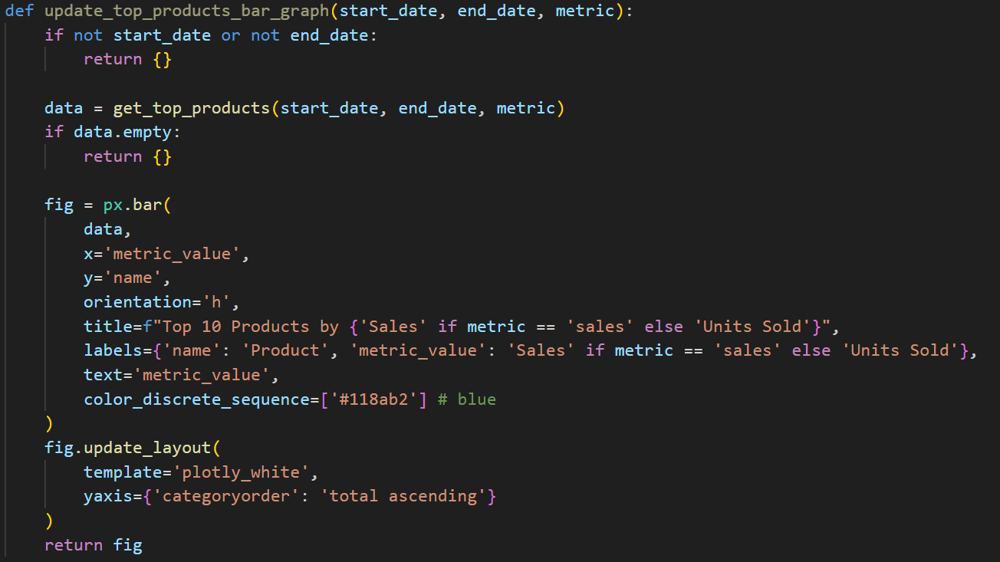 def update_top_products_bar_graph(start_date, end_date, metric):
    if not start_date or not end_date:
        return {}

    data = get_top_products(start_date, end_date, metric)
    if data.empty:
        return {}

    fig = px.bar(
        data,
        x='metric_value',
        y='name',
        orientation='h',
        title=f"Top 10 Products by {'Sales' if metric == 'sales' else 'Units Sold'}",
        labels={'name': 'Product', 'metric_value': 'Sales' if metric == 'sales' else 'Units Sold'},
        text='metric_value',
        color_discrete_sequence=['#118ab2'] # blue
    )
    fig.update_layout(
        template='plotly_white',
        yaxis={'categoryorder': 'total ascending'}
    )
    return fig